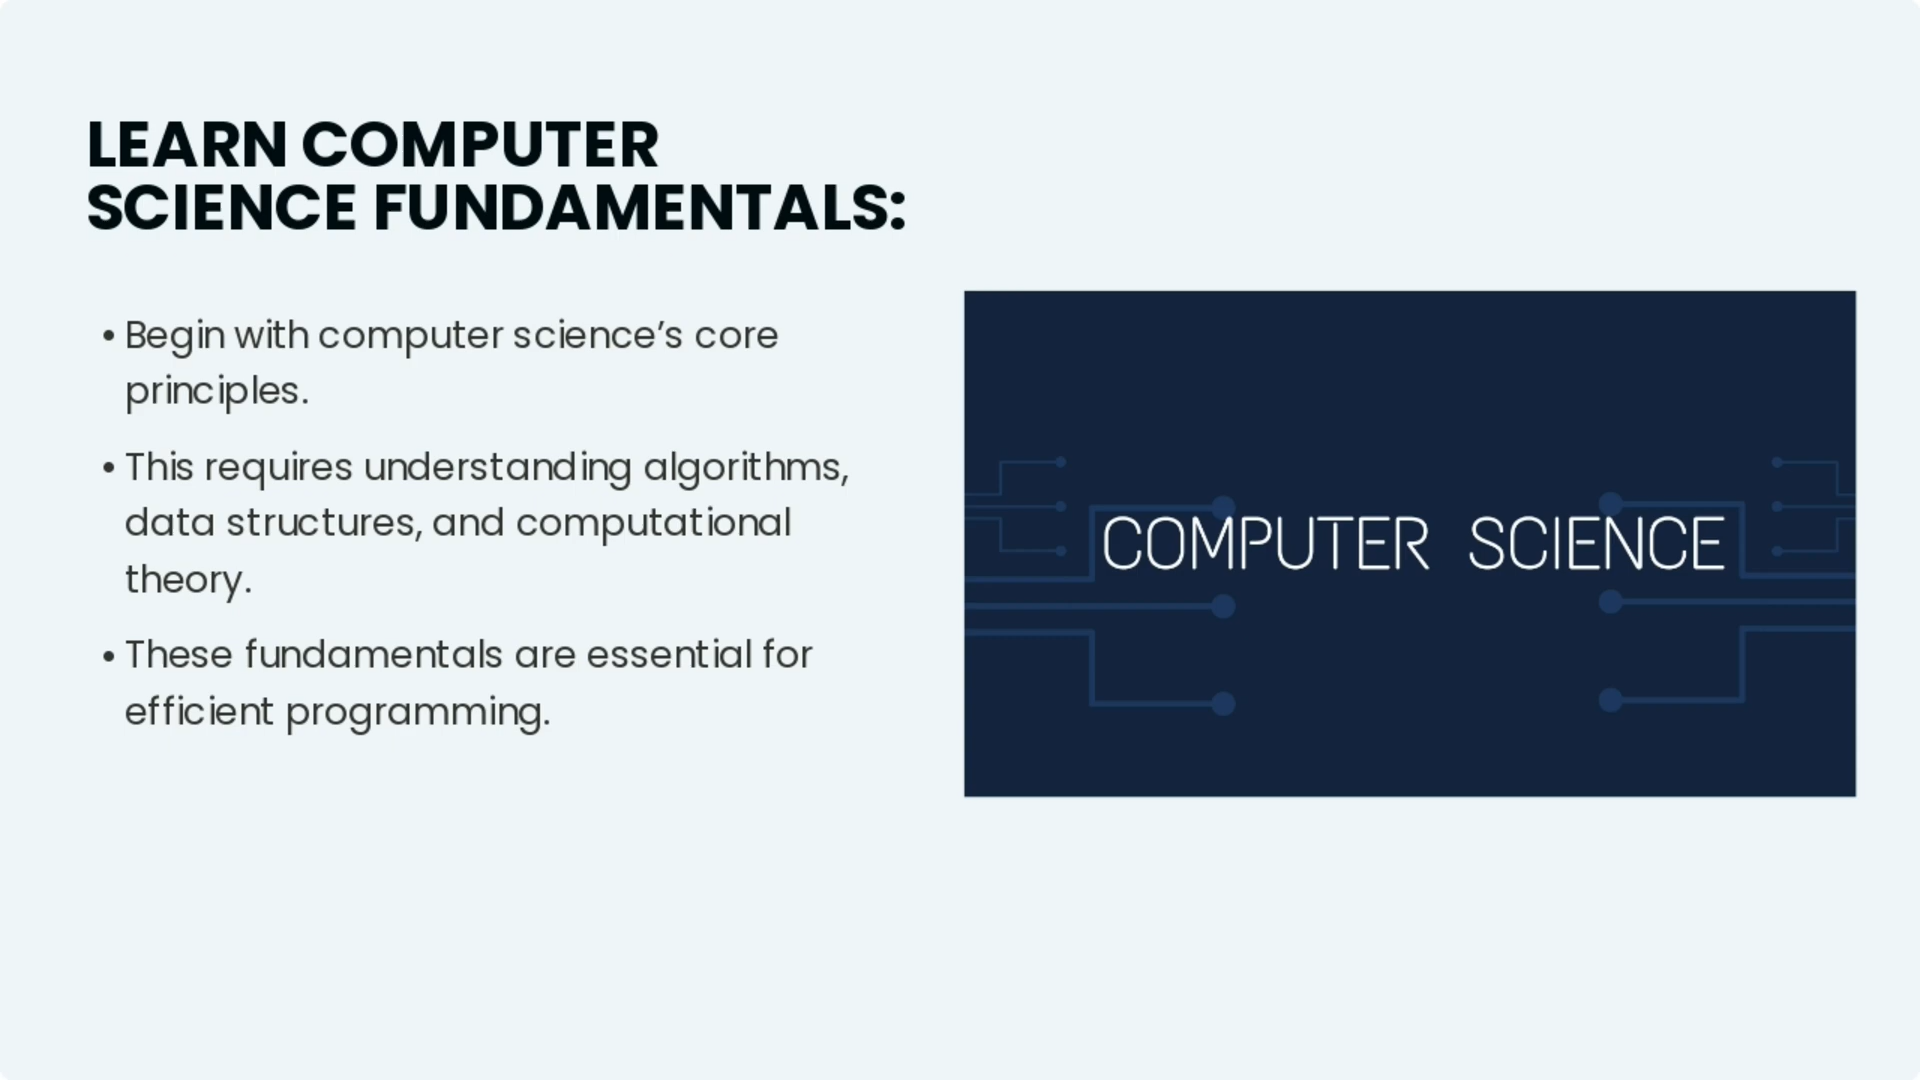 LEARN COMPUTER
SCIENCE FUNDAMENTALS:
• Begin with computer science’s core
principles.
• This requires understanding algorithms,
data structures, and computational
theory.
• These fundamentals are essential for
efficient programming.
COMPUTER SCIENCE